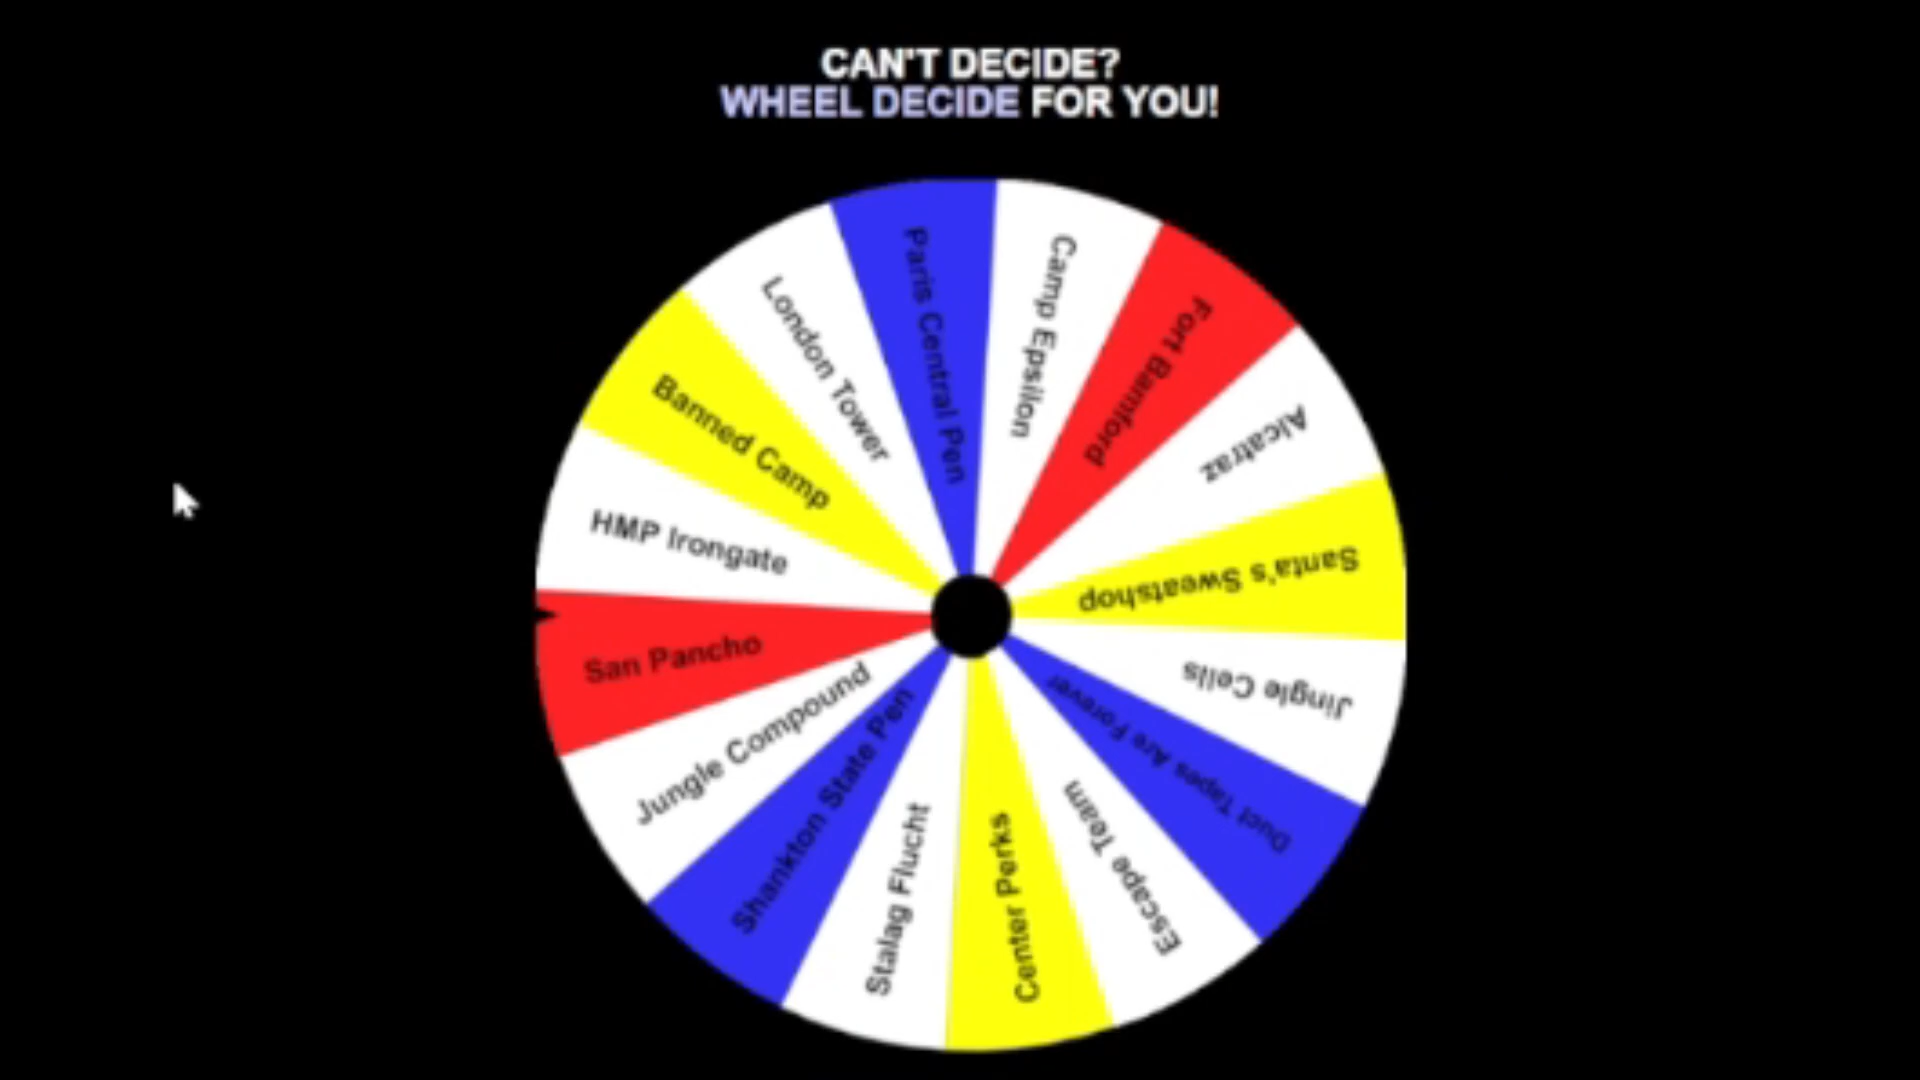 CAN'T DECIDE?
WHEEL DECIDE FOR YOU!
Paris Central Pen
Camp Epsilon
Fort Bamford
Alcatraz
Santa's Sweatshop
Jingle Cells
Duct Tapes Are Forever
Escape Team
Center Perks
Stalag Flucht
Shankton State Pen
Jungle Compound
San Pancho
HMP Irongate
Banned Camp
London Tower